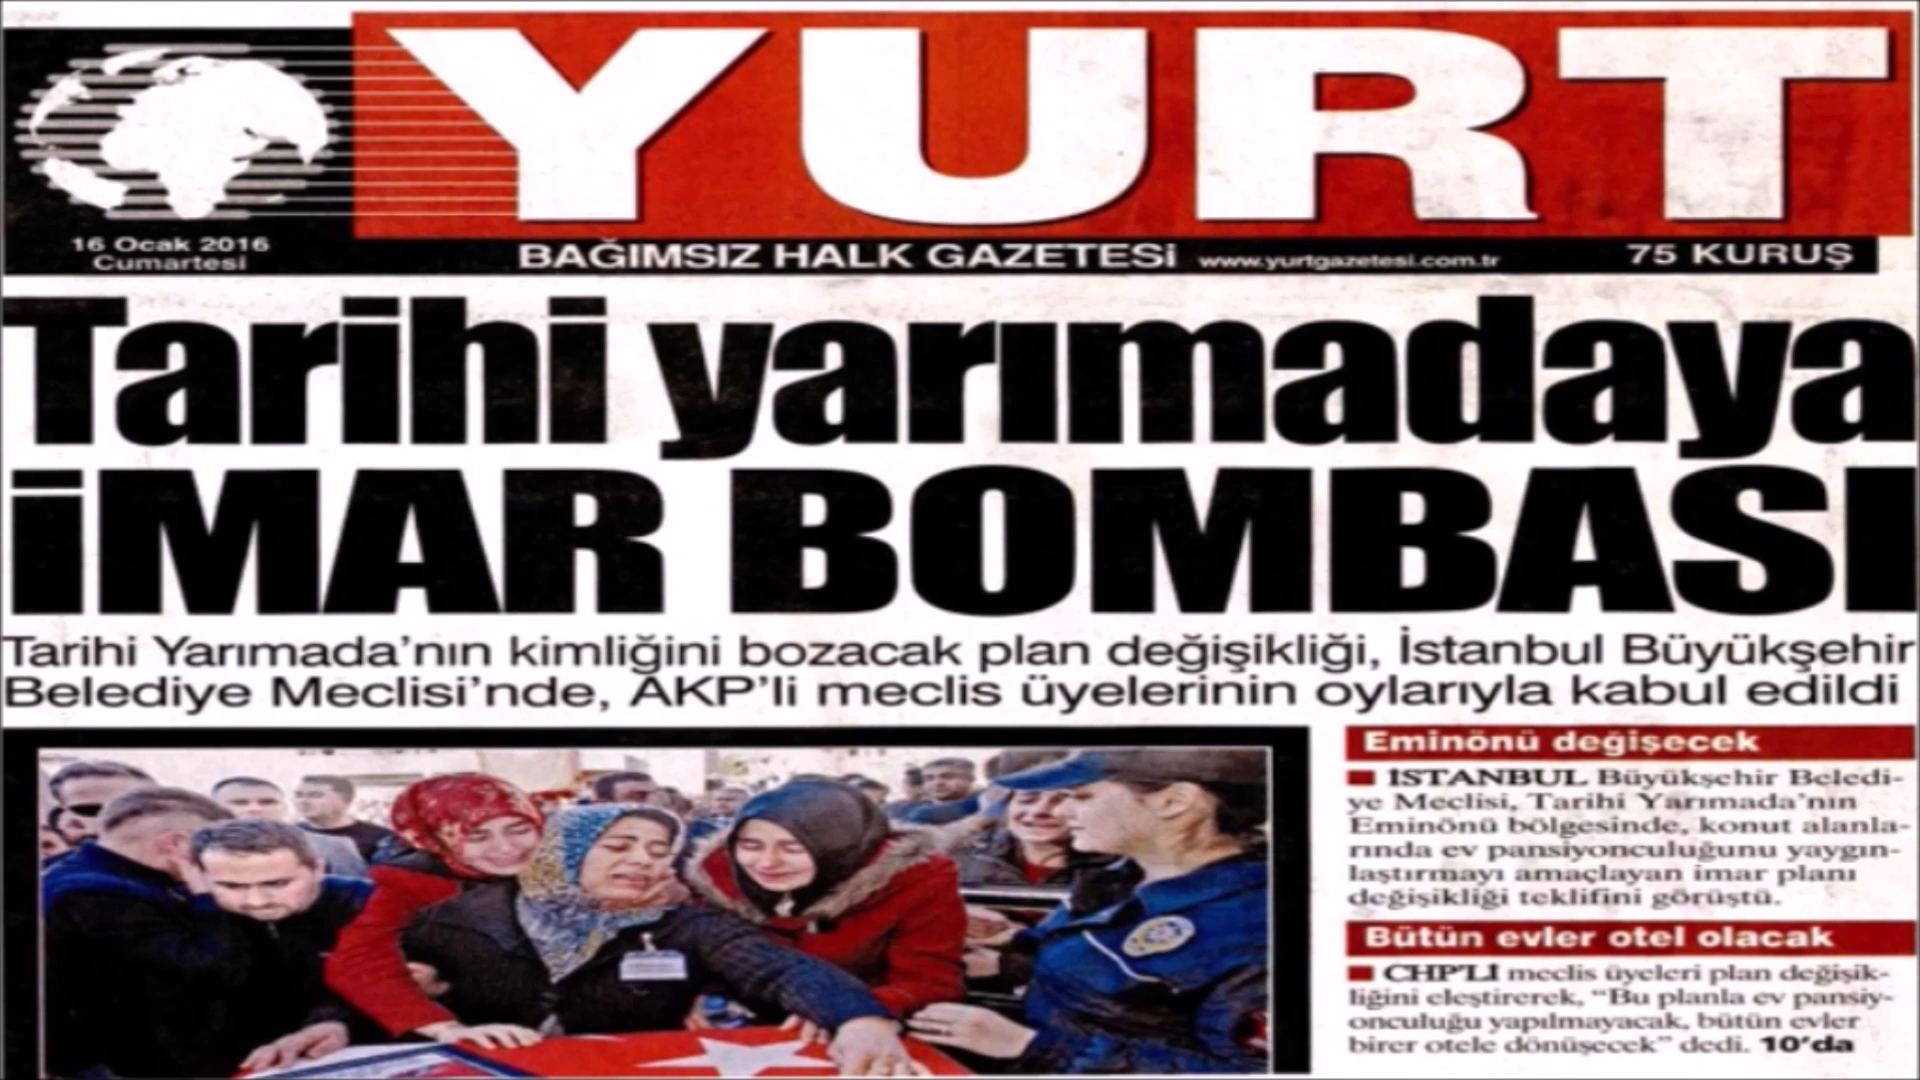 YURT
16 Ocak 2016
Cumartesi
BAĞIMSIZ HALK GAZETESİ www.yurtgazetesi.com.tr 75 KURUŞ
Tarihi yarımadaya
İMAR BOMBASI
Tarihi Yarımada'nın kimliğini bozacak plan değişikliği, İstanbul Büyükşehir
Belediye Meclisi'nde, AKP'li meclis üyelerinin oylarıyla kabul edildi
Eminönü değişecek
İSTANBUL Büyükşehir Beledi-
ye Meclisi, Tarihi Yarımada'nın
Eminönü bölgesinde, konut alanla-
rında ev pansiyonculuğunu yaygın-
laştırmayı amaçlayan imar planı
değişikliği teklifini görüştü.
Bütün evler otel olacak
CHP'Lİ meclis üyeleri plan değişik-
liğini eleştirerek, "Bu planla ev pansiy-
onculuğu yapılmayacak, bütün evler
birer otele dönüşecek" dedi. 10'da